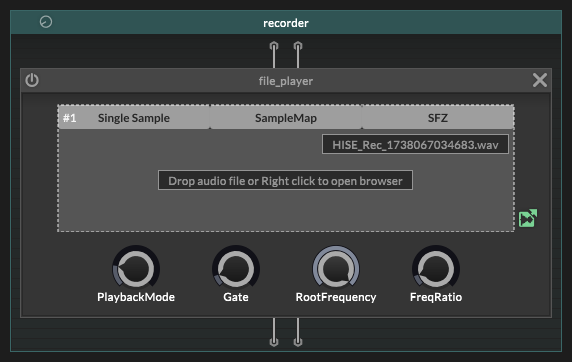 recorder
file_player
#1 Single Sample SampleMap SFZ
HISE_Rec_1738067034683.wav
Drop audio file or Right click to open browser
PlaybackMode Gate RootFrequency FreqRatio